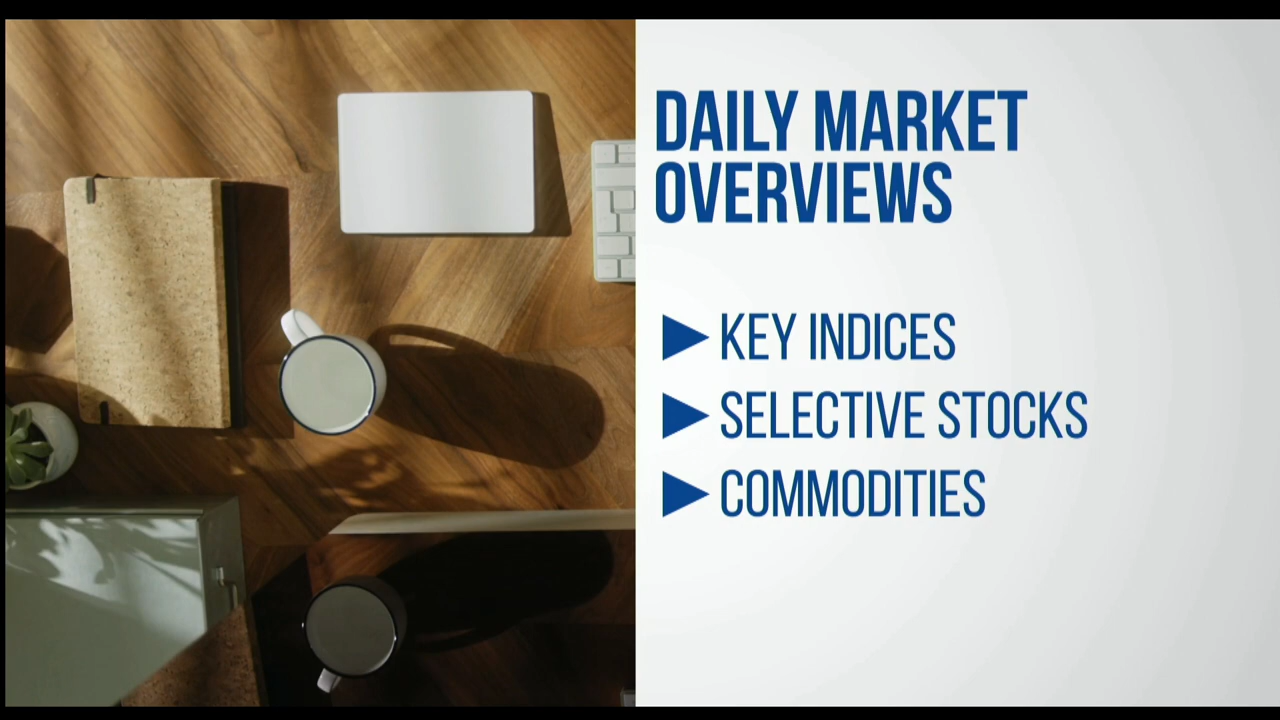 DAILY MARKET
OVERVIEWS
KEY INDICES
SELECTIVE STOCKS
COMMODITIES